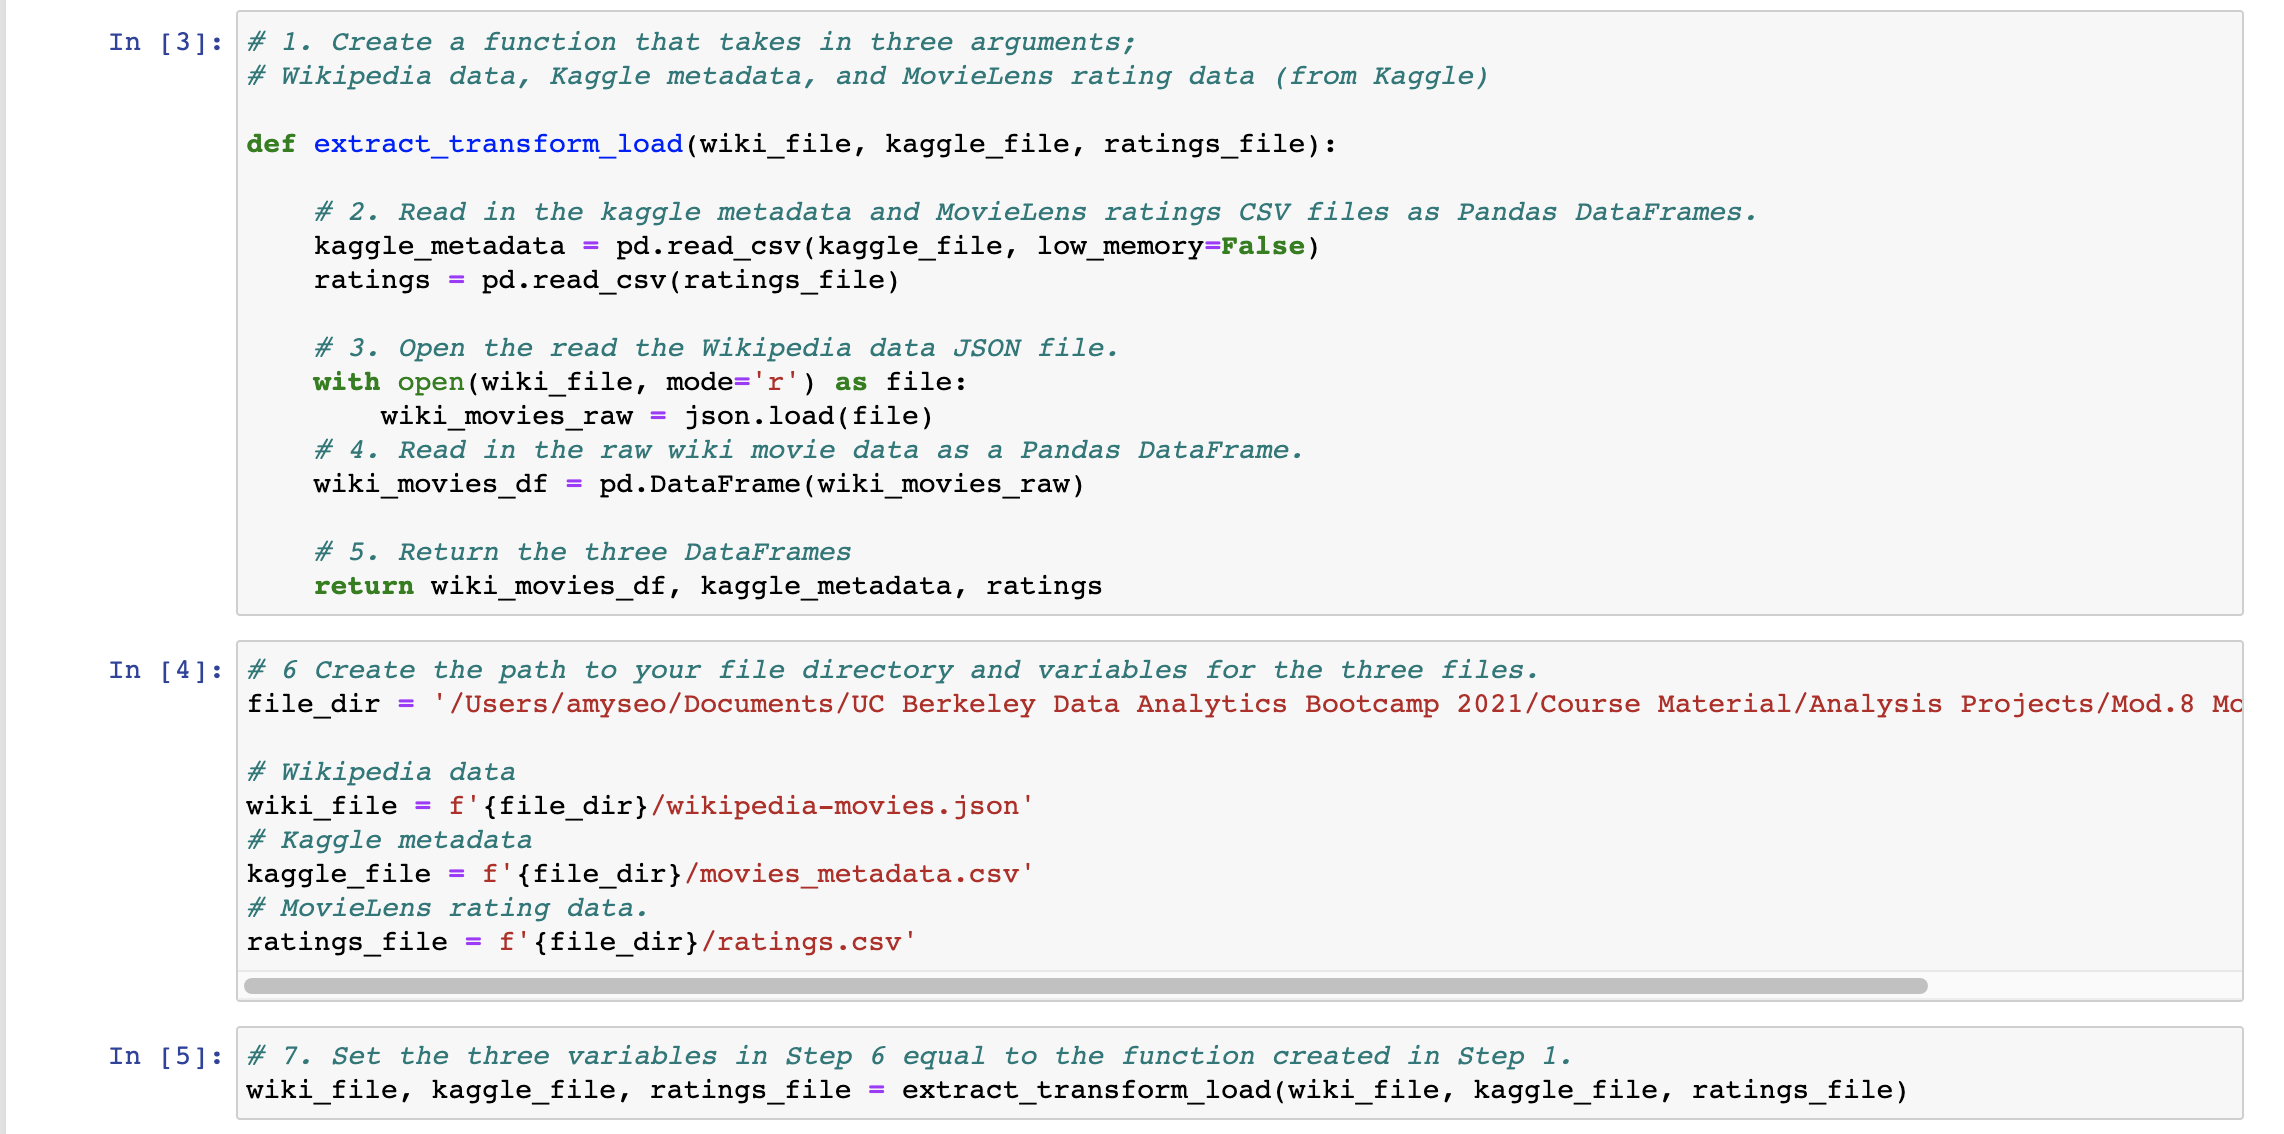 In [3]:
# 1. Create a function that takes in three arguments;
# Wikipedia data, Kaggle metadata, and MovieLens rating data (from Kaggle)
def extract_transform_load(wiki_file, kaggle_file, ratings_file):
# 2. Read in the kaggle metadata and MovieLens ratings CSV files as Pandas DataFrames.
kaggle_metadata = pd.read_csv(kaggle_file, low_memory=False)
ratings = pd.read_csv(ratings_file)
# 3. Open the read the Wikipedia data JSON file.
with open(wiki_file, mode='r') as file:
wiki_movies_raw = json.load(file)
# 4. Read in the raw wiki movie data as a Pandas DataFrame.
wiki_movies_df = pd.DataFrame(wiki_movies_raw)
# 5. Return the three DataFrames
return wiki_movies_df, kaggle_metadata, ratings
In [4]:
# 6 Create the path to your file directory and variables for the three files.
file_dir = '/Users/amyseo/Documents/UC Berkeley Data Analytics Bootcamp 2021/Course Material/Analysis Projects/Mod.8
# Wikipedia data
wiki_file = f'{file_dir}/wikipedia-movies.json'
# Kaggle metadata
kaggle_file = f'{file_dir}/movies_metadata.csv'
# MovieLens rating data.
ratings_file = f'{file_dir}/ratings.csv'
In [5]:
# 7. Set the three variables in Step 6 equal to the function created in Step 1.
wiki_file, kaggle_file, ratings_file = extract_transform_load(wiki_file, kaggle_file, ratings_file)